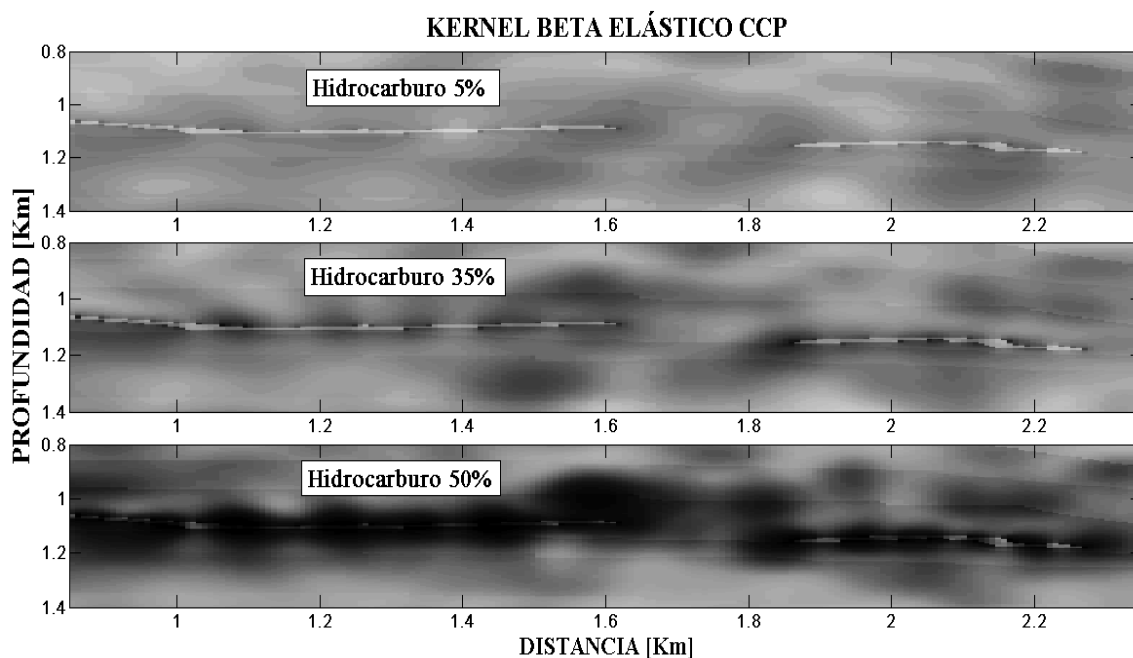 KERNEL BETA ELÁSTICO CCP
PROFUNDIDAD [Km]
0.8
Hidrocarburo 5%
1
1.2
1.4
1 1.2 1.4 1.6 1.8 2 2.2
0.8
Hidrocarburo 35%
1
1.2
1.4
1 1.2 1.4 1.6 1.8 2 2.2
0.8
Hidrocarburo 50%
1
1.2
1.4
1 1.2 1.4 1.6 1.8 2 2.2
DISTANCIA [Km]